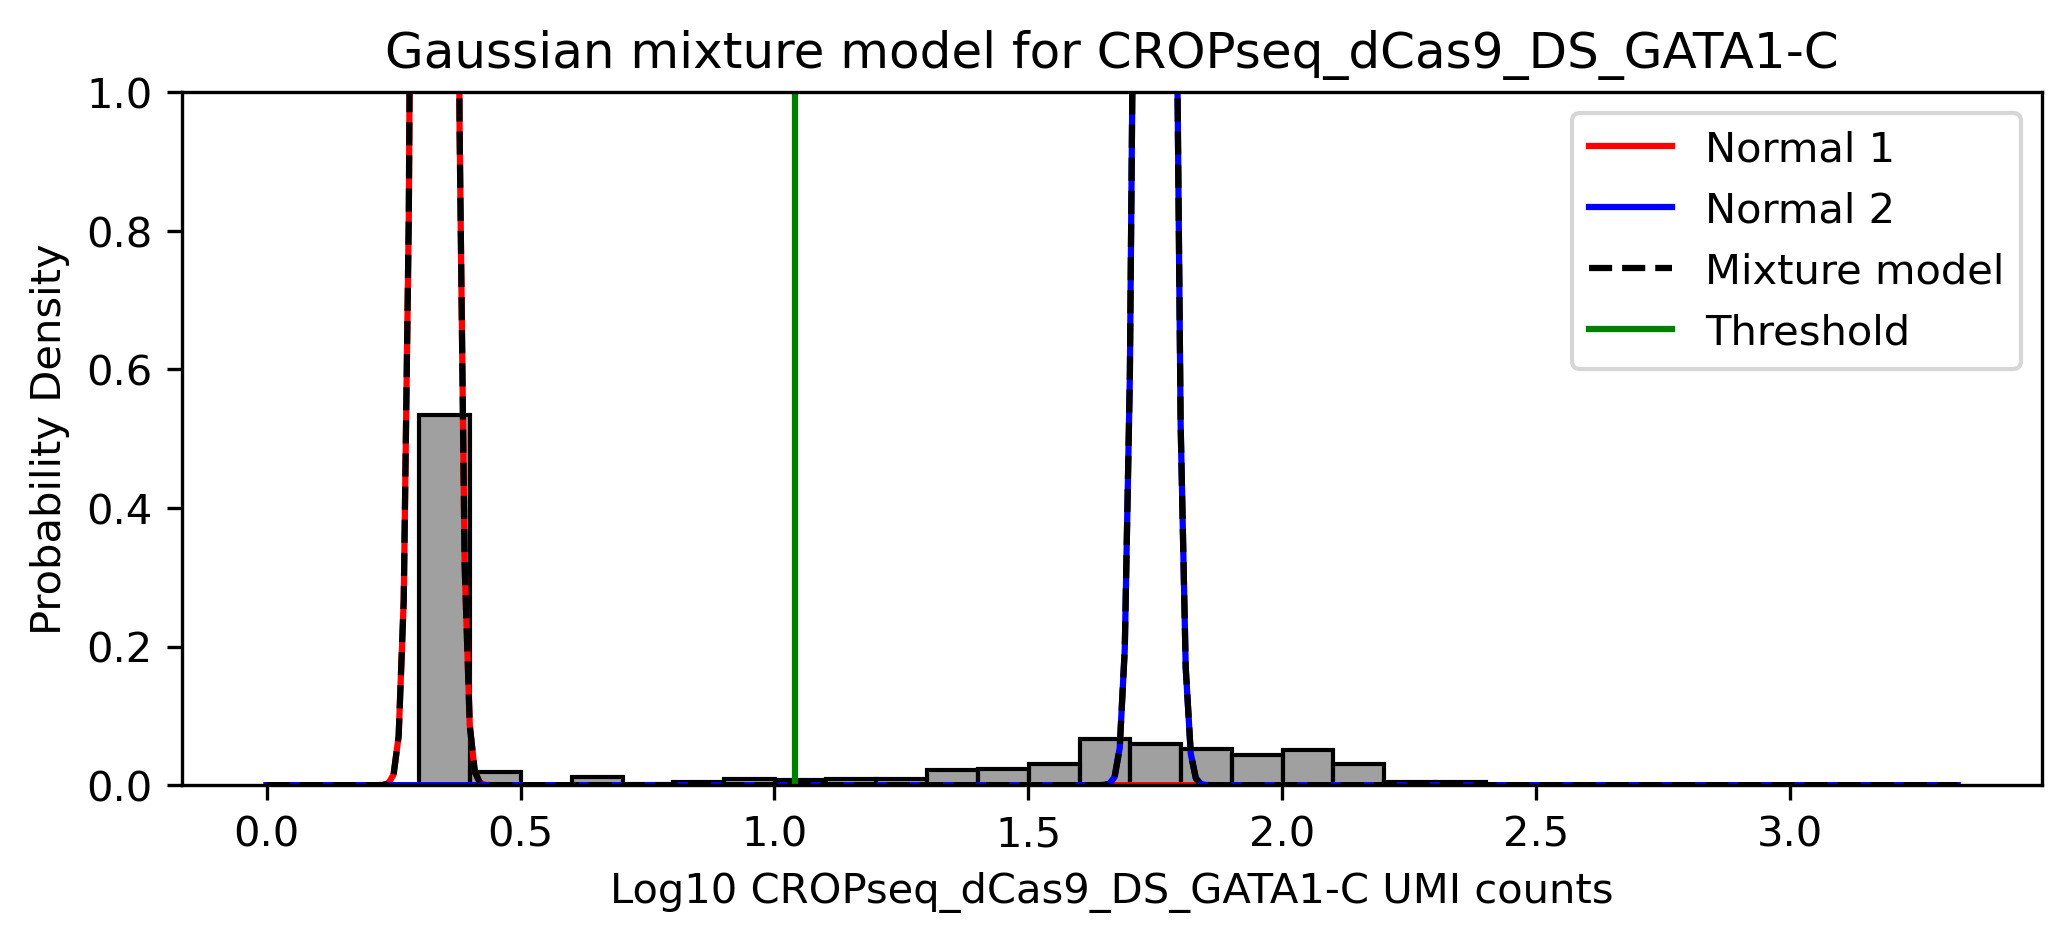 Gaussian mixture model for CROPseq_dCas9_DS_GATA1-C
1.0
0.8
0.6
0.4
0.2
0.0
Probability Density
Normal 1
Normal 2
Mixture model
Threshold
0.0 0.5 1.0 1.5 2.0 2.5 3.0
Log10 CROPseq_dCas9_DS_GATA1-C UMI counts